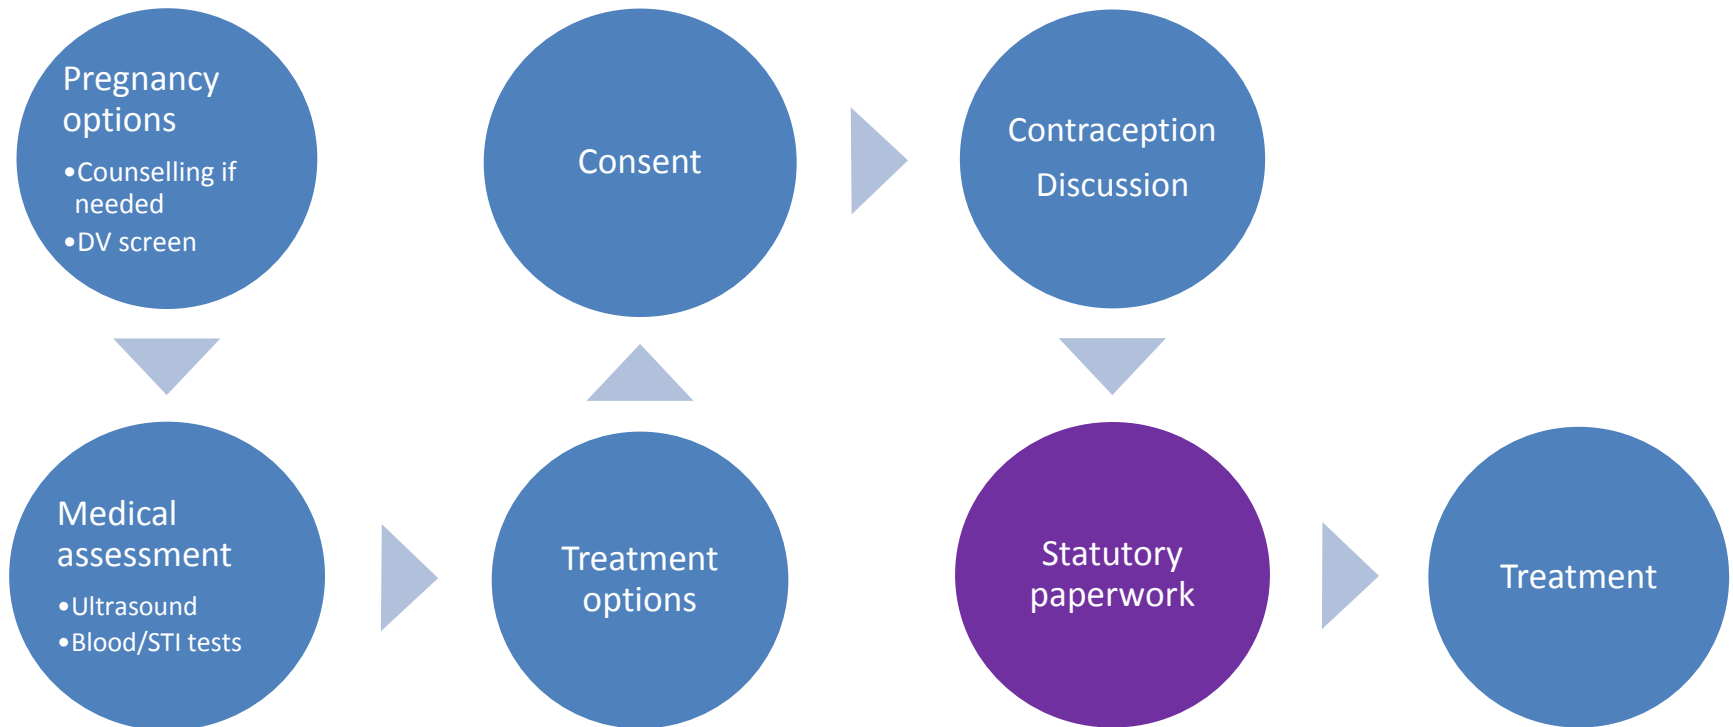 Pregnancy
options
•Counselling if
needed
•DV screen
Medical
assessment
•Ultrasound
•Blood/STI tests
Treatment
options
Consent
Contraception
Discussion
Statutory
paperwork
Treatment